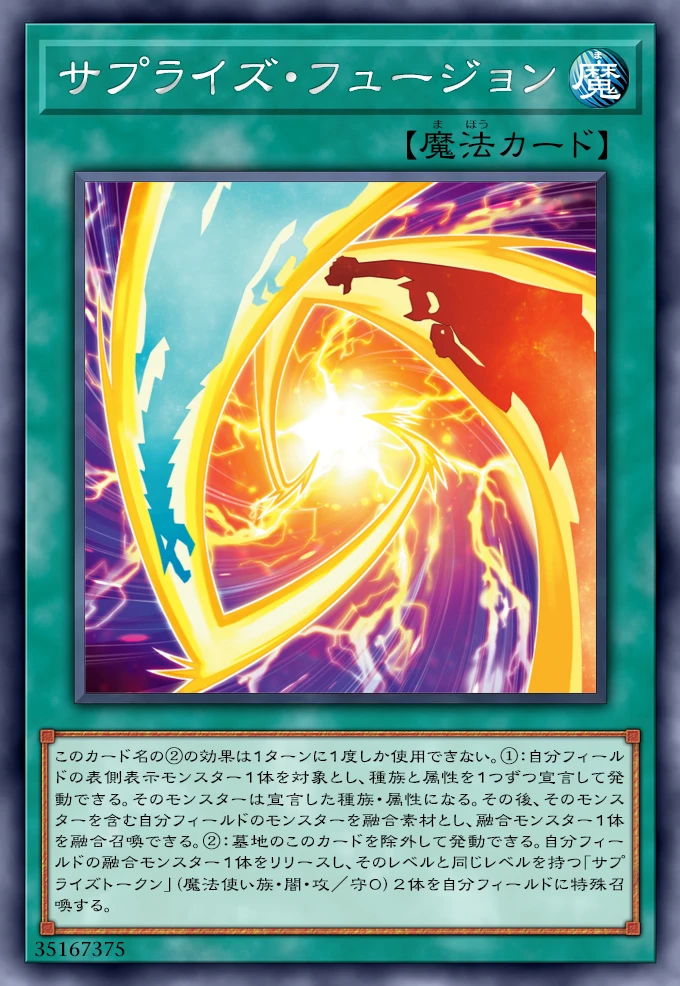 サプライズ・フュージョン
魔
ま
ま ほう
【魔法カード】
このカード名の②の効果は1ターンに1度しか使用できない。①:自分フィール
ドの表側表示モンスター1体を対象とし、種族と属性を1つずつ宣言して発
動できる。そのモンスターは宣言した種族・属性になる。その後、そのモンス
ターを含む自分フィールドのモンスターを融合素材とし、融合モンスター1体
を融合召喚できる。②:墓地のこのカードを除外して発動できる。自分フィー
ルドの融合モンスター1体をリリースし、そのレベルと同じレベルを持つ「サプ
ライズトークン」(魔法使い族・闇・攻/守0)2体を自分フィールドに特殊召
喚する。
35167375